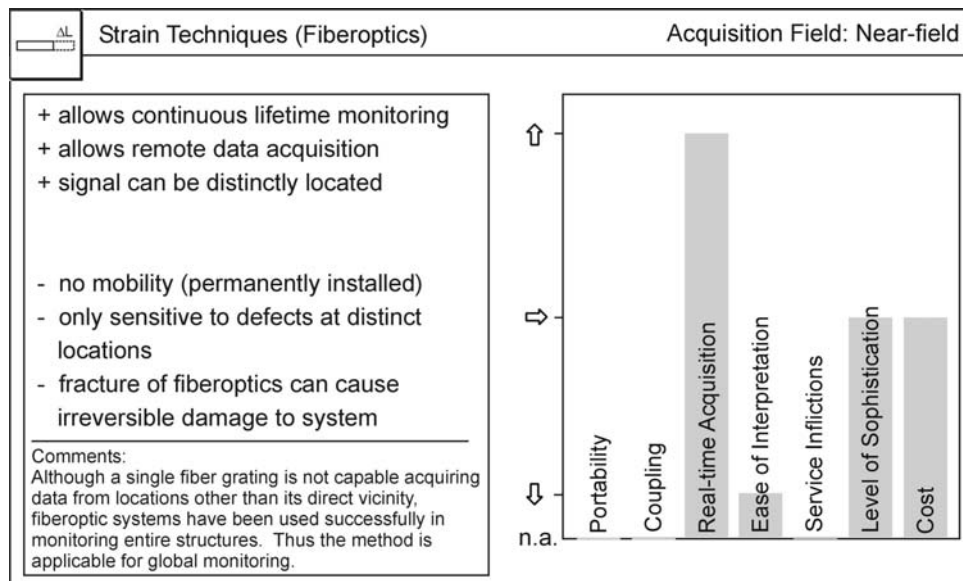 ΔL
Strain Techniques (Fiberoptics)
Acquisition Field: Near-field
+ allows continuous lifetime monitoring
+ allows remote data acquisition
+ signal can be distinctly located
- no mobility (permanently installed)
- only sensitive to defects at distinct
locations
- fracture of fiberoptics can cause
irreversible damage to system
Comments:
Although a single fiber grating is not capable acquiring
data from locations other than its direct vicinity,
fiberoptic systems have been used successfully in
monitoring entire structures. Thus the method is
applicable for global monitoring.
n.a.
Portability
Coupling
Real-time Acquisition
Ease of Interpretation
Service Inflictions
Level of Sophistication
Cost